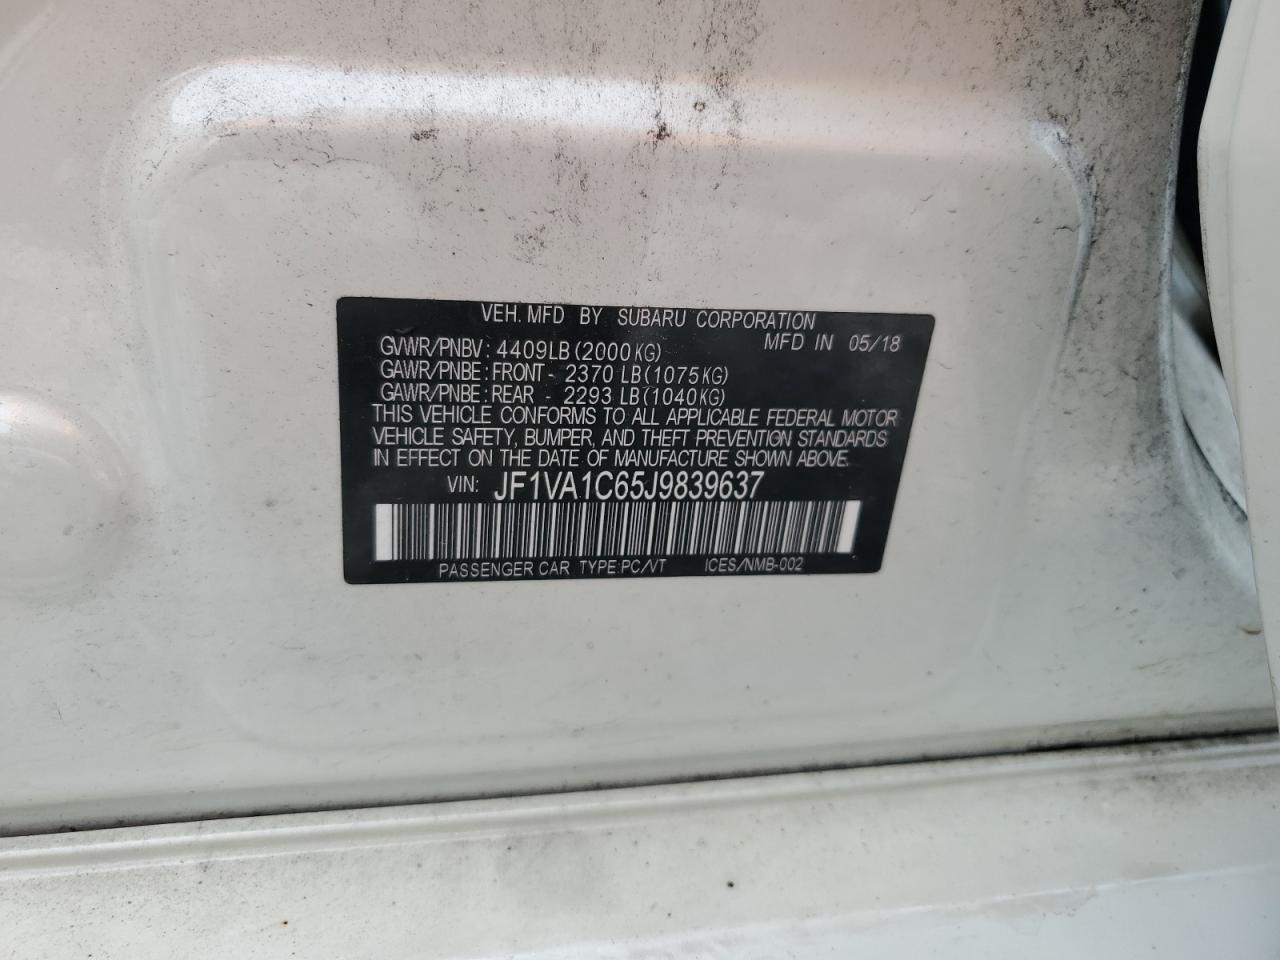 VEH. MFD BY SUBARU CORPORATION
GVWR/PNBV: 4409LB (2000KG) MFD IN 05/18
GAWR/PNBE: FRONT - 2370 LB (1075KG)
GAWR/PNBE: REAR - 2293 LB (1040KG)
THIS VEHICLE CONFORMS TO ALL APPLICABLE FEDERAL MOTOR
VEHICLE SAFETY, BUMPER, AND THEFT PREVENTION STANDARDS
IN EFFECT ON THE DATE OF MANUFACTURE SHOWN ABOVE.
VIN: JF1VA1C65J9839637
PASSENGER CAR TYPE:PC/VT ICES/NMB-002